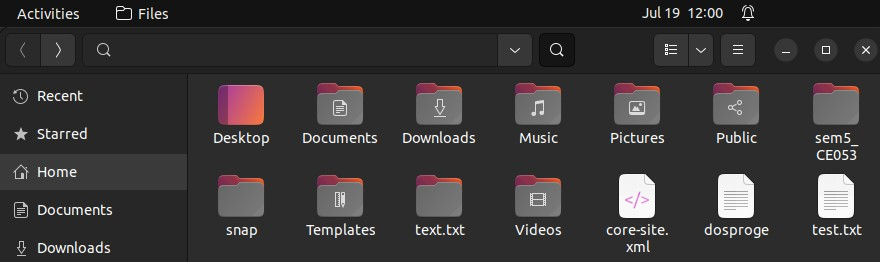 Activities Files Jul 19 12:00
Recent
Starred
Home
Documents
Downloads
Desktop Documents Downloads Music Pictures Public sem5_
CE053
snap Templates text.txt Videos core-site. dosproge test.txt
xml